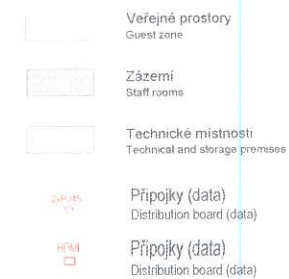 Veřejné prostory
Guest zone
Zázemí
Staff rooms
Technické místnosti
Technical and storage premises
2xRJ45
Přípojky (data)
Distribution board (data)
HDMI
Přípojky (data)
Distribution board (data)